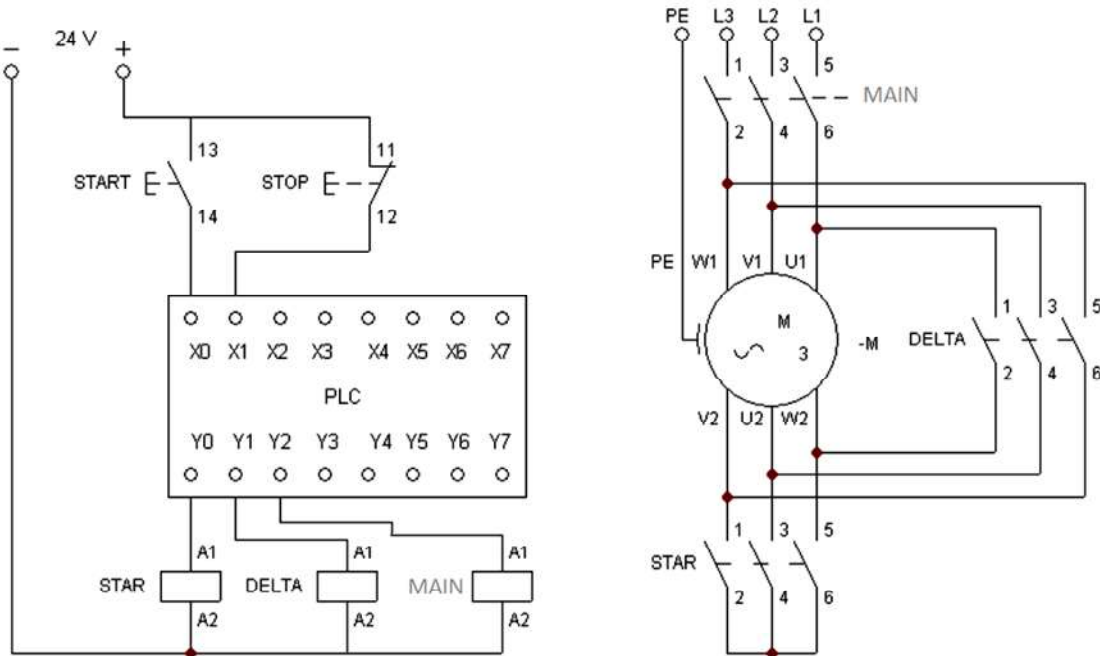 24 V
− +
13 11
START STOP
14 12
X0 X1 X2 X3 X4 X5 X6 X7
PLC
Y0 Y1 Y2 Y3 Y4 Y5 Y6 Y7
A1 A1 A1
STAR DELTA MAIN
A2 A2 A2
PE L3 L2 L1
1 3 5
MAIN
2 4 6
PE W1 V1 U1
M
3
-M
1 3 5
DELTA
2 4 6
V2 U2 W2
1 3 5
STAR
2 4 6